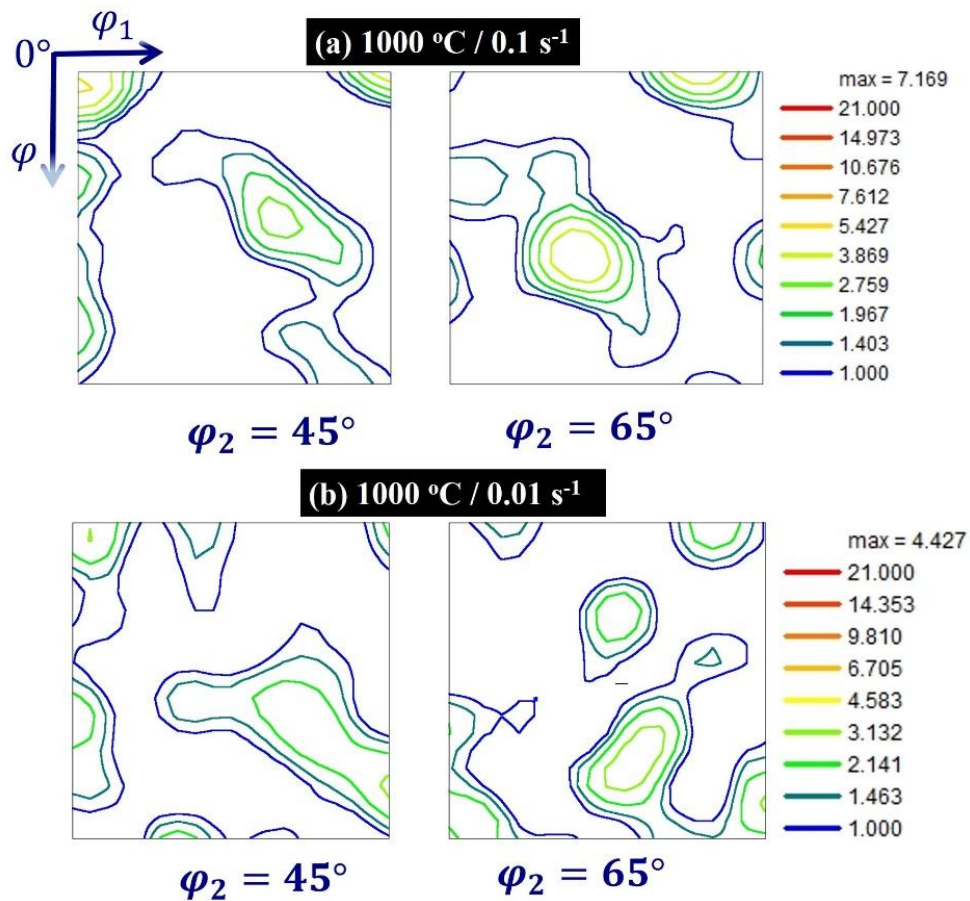 φ₁
0°
φ
(a) 1000 °C / 0.1 s⁻¹
max = 7.169
21.000
14.973
10.676
7.612
5.427
3.869
2.759
1.967
1.403
1.000
φ₂ = 45°
φ₂ = 65°
(b) 1000 °C / 0.01 s⁻¹
max = 4.427
21.000
14.353
9.810
6.705
4.583
3.132
2.141
1.463
1.000
φ₂ = 45°
φ₂ = 65°